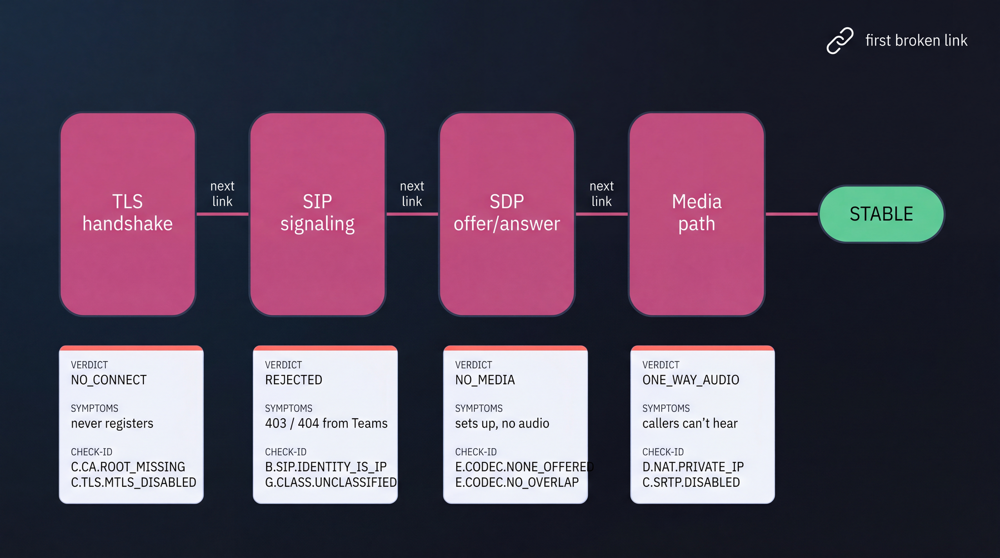 first broken link
TLS
handshake
next
link
SIP
signaling
next
link
SDP
offer/answer
next
link
Media
path
STABLE
VERDICT
NO_CONNECT
SYMPTOMS
never registers
CHECK-ID
C.CA.ROOT_MISSING
C.TLS.MTLS_DISABLED
VERDICT
REJECTED
SYMPTOMS
403 / 404 from Teams
CHECK-ID
B.SIP.IDENTITY_IS_IP
G.CLASS.UNCLASSIFIED
VERDICT
NO_MEDIA
SYMPTOMS
sets up, no audio
CHECK-ID
E.CODEC.NONE_OFFERED
E.CODEC.NO_OVERLAP
VERDICT
ONE_WAY_AUDIO
SYMPTOMS
callers can’t hear
CHECK-ID
D.NAT.PRIVATE_IP
C.SRTP.DISABLED